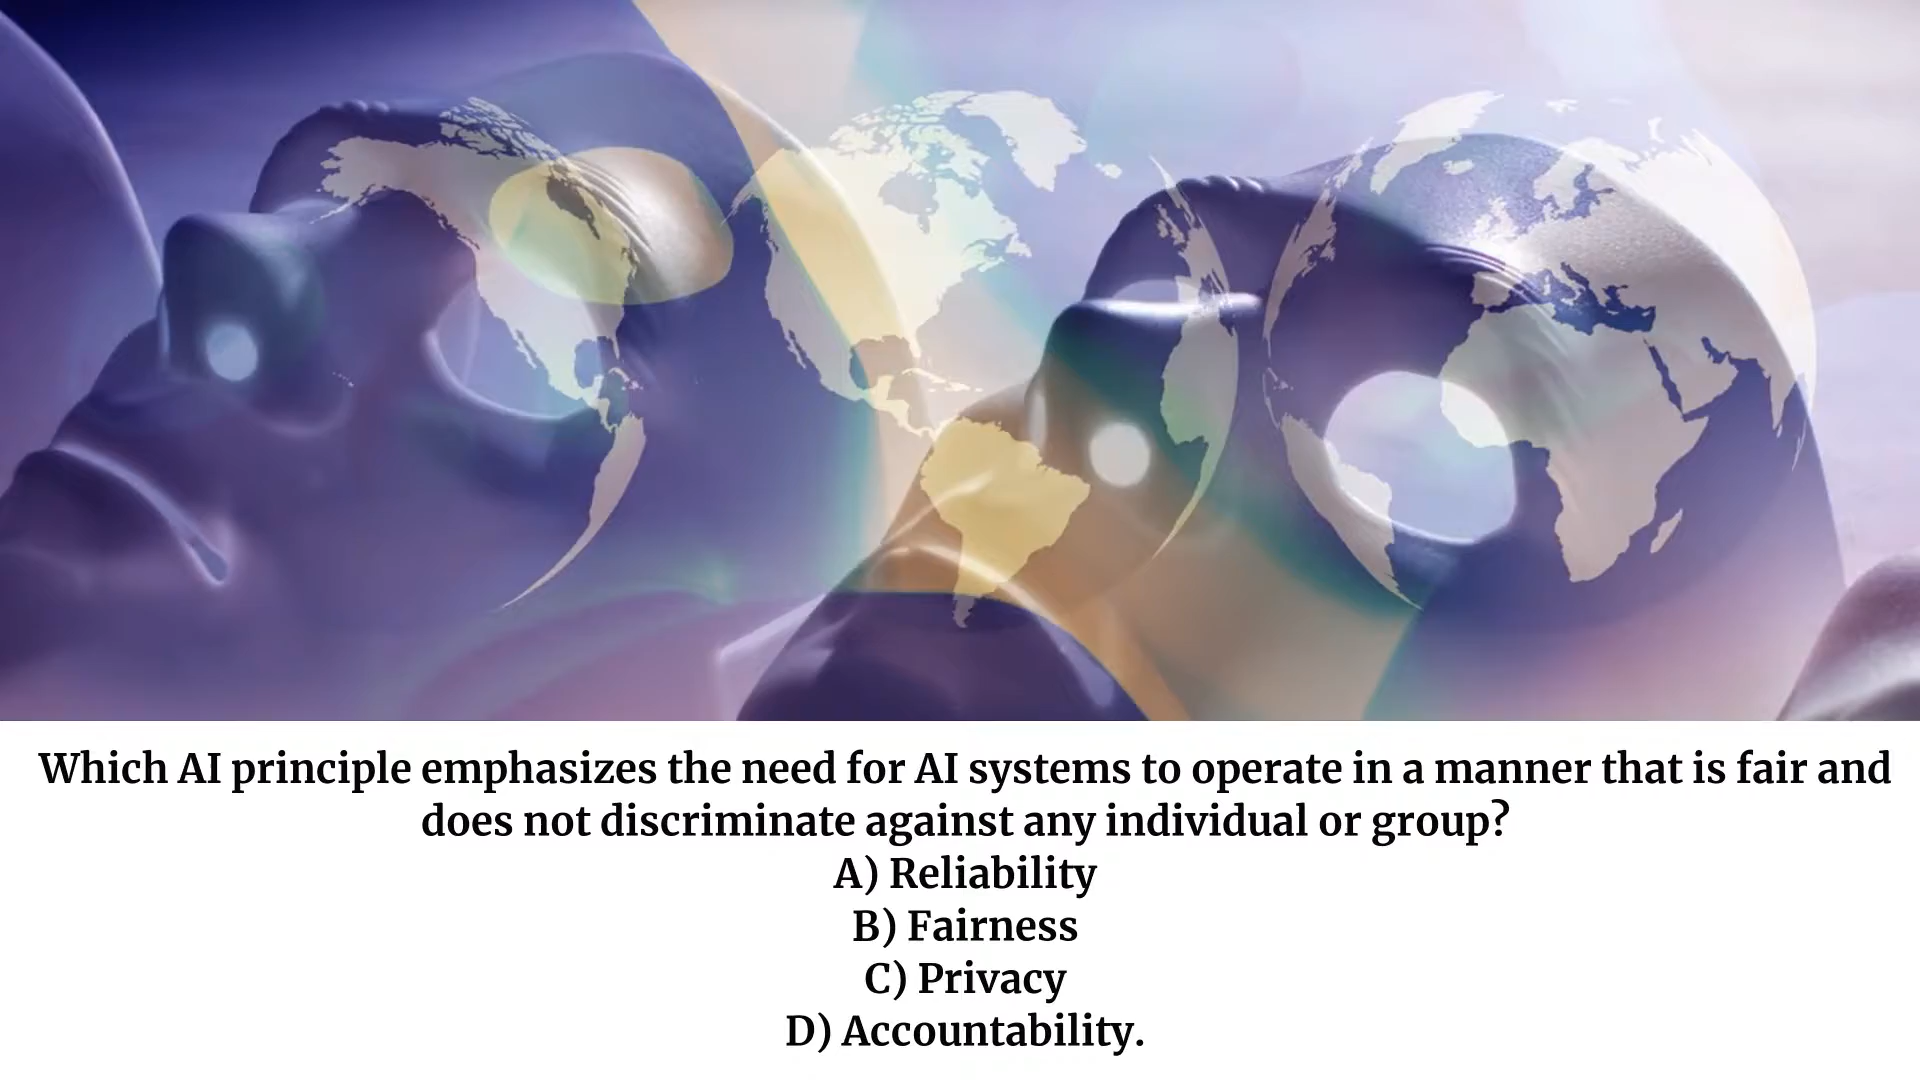 Which AI principle emphasizes the need for AI systems to operate in a manner that is fair and
does not discriminate against any individual or group?
A) Reliability
B) Fairness
C) Privacy
D) Accountability.